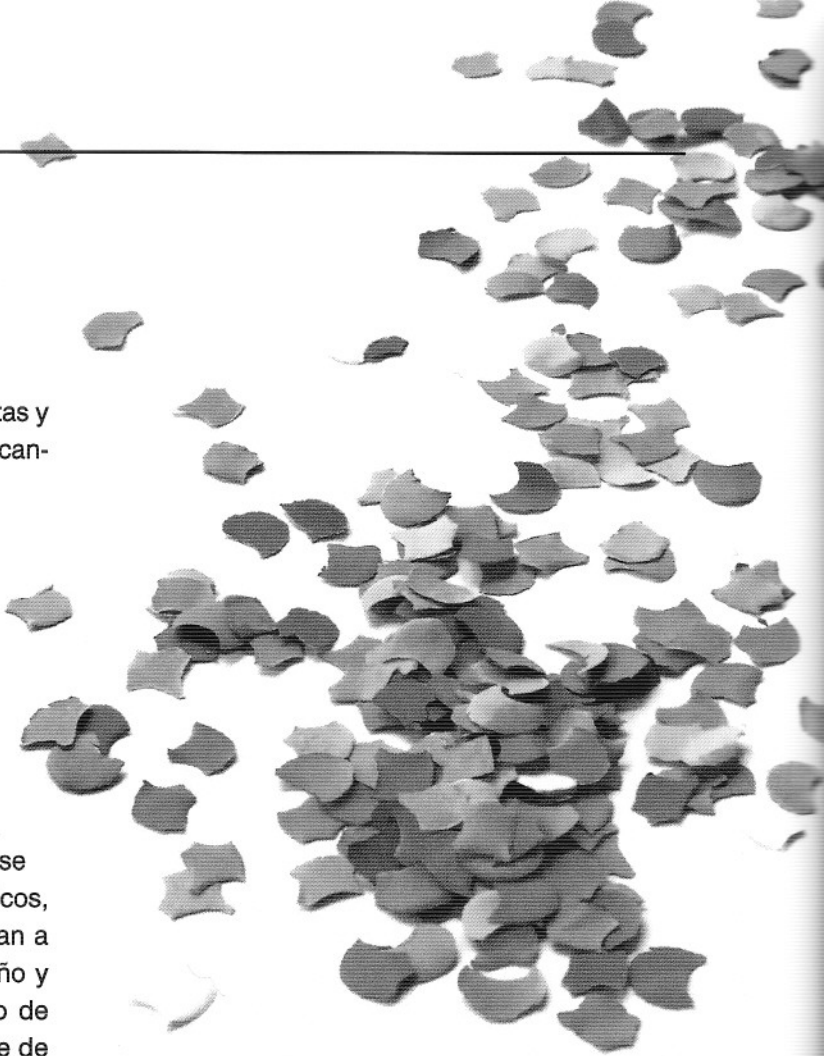 tas y
can-
se
cos,
an a
ño y
o de
e de